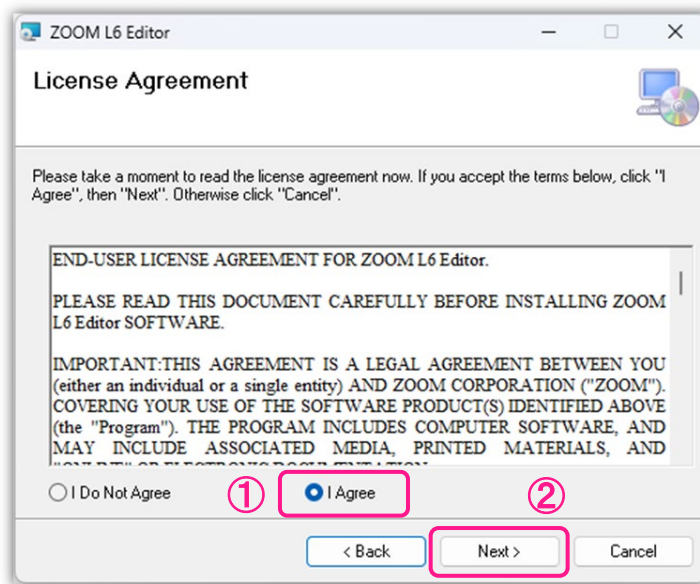 ZOOM L6 Editor
License Agreement
Please take a moment to read the license agreement now. If you accept the terms below, click "I
Agree", then "Next". Otherwise click "Cancel".
END-USER LICENSE AGREEMENT FOR ZOOM L6 Editor.
PLEASE READ THIS DOCUMENT CAREFULLY BEFORE INSTALLING ZOOM
L6 Editor SOFTWARE.
IMPORTANT:THIS AGREEMENT IS A LEGAL AGREEMENT BETWEEN YOU
(either an individual or a single entity) AND ZOOM CORPORATION ("ZOOM").
COVERING YOUR USE OF THE SOFTWARE PRODUCT(S) IDENTIFIED ABOVE
(the "Program"). THE PROGRAM INCLUDES COMPUTER SOFTWARE, AND
MAY INCLUDE ASSOCIATED MEDIA, PRINTED MATERIALS, AND
I Do Not Agree ① I Agree ②
< Back Next > Cancel